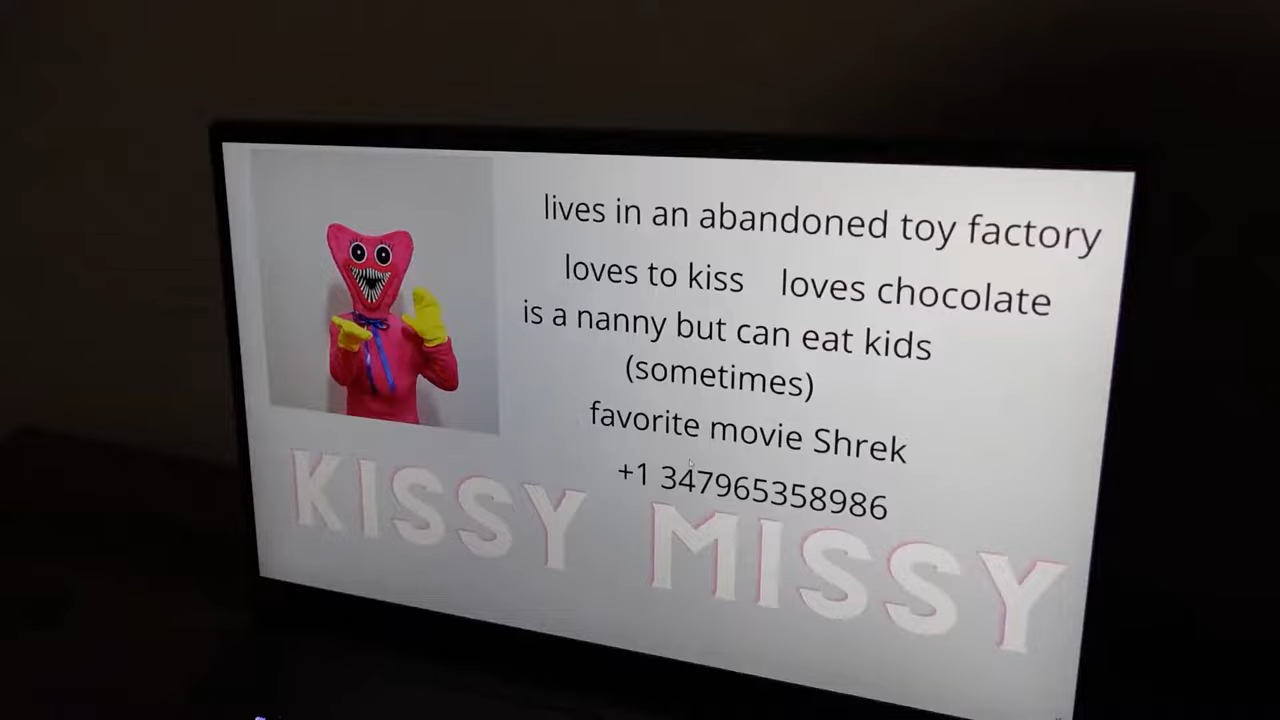 lives in an abandoned toy factory
loves to kiss loves chocolate
is a nanny but can eat kids
(sometimes)
favorite movie Shrek
+1 347965358986
KISSY MISSY